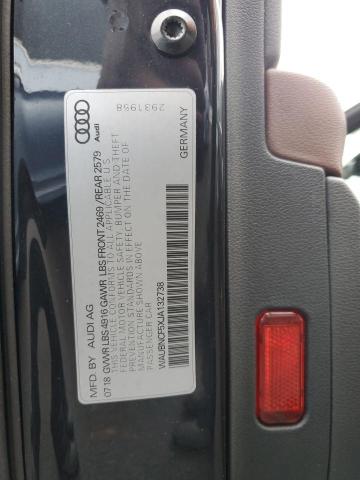 Audi
2931958
GERMANY
MFD. BY AUDI AG
07.18 GVWR LBS 4916 GAWR LBS FRONT 2469 / REAR 2579
THIS VEHICLE CONFORMS TO ALL APPLICABLE U.S.
FEDERAL MOTOR VEHICLE SAFETY, BUMPER AND THEFT
PREVENTION STANDARDS IN EFFECT ON THE DATE OF
MANUFACTURE SHOWN ABOVE.
PASSENGER CAR
WAUBNCF5XJA132738